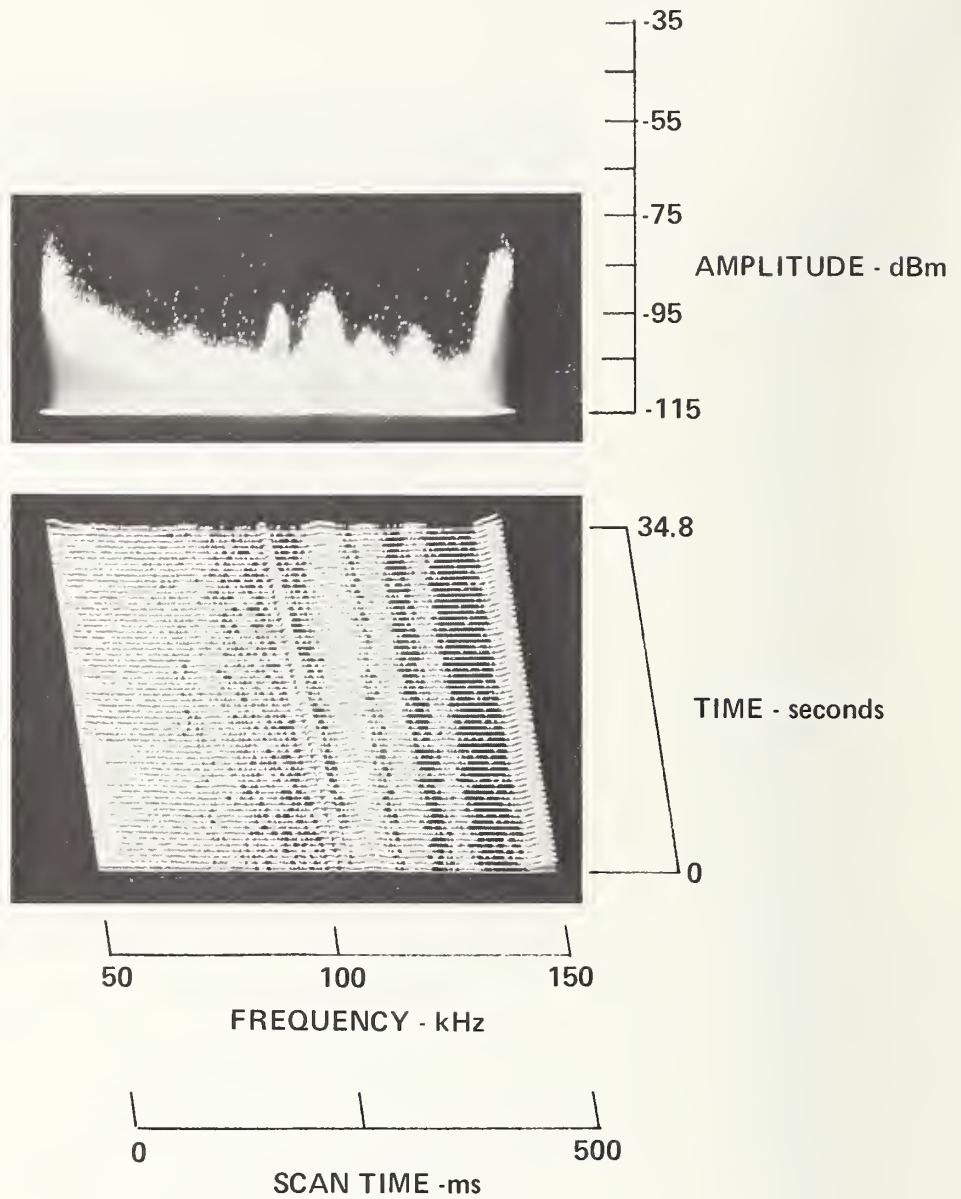 -35
-55
-75
AMPLITUDE - dBm
-95
-115
34.8
TIME - seconds
0
50 100 150
FREQUENCY - kHz
0 500
SCAN TIME -ms